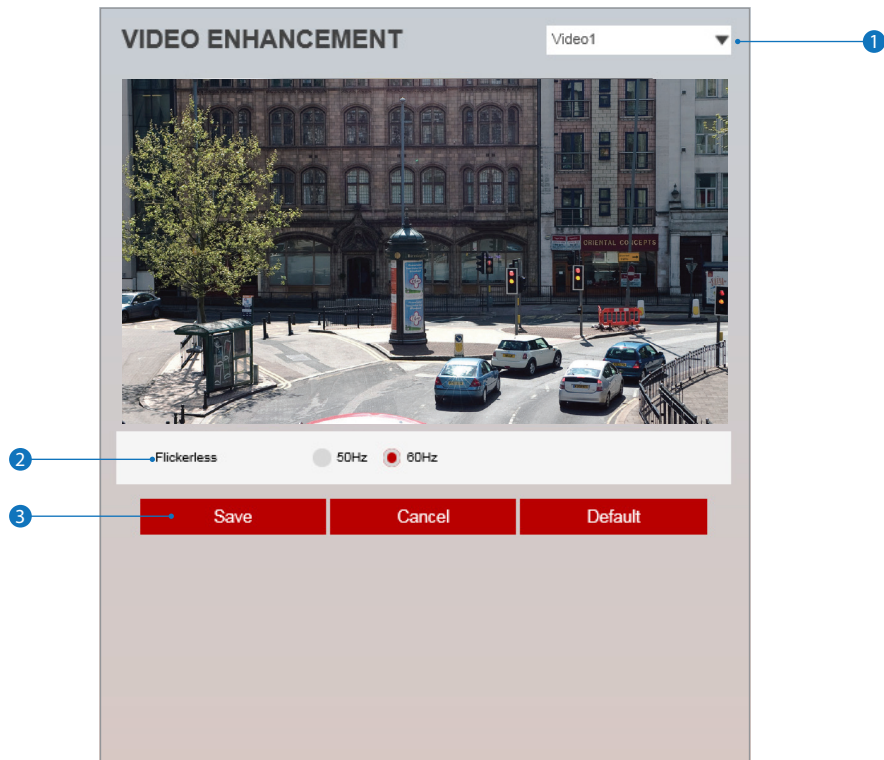 VIDEO ENHANCEMENT
Video1
1
ORIENTAL CONCEPTS
2
Flickerless
50Hz
60Hz
3
Save
Cancel
Default